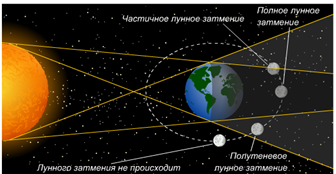 Полное лунное
затмение
Частичное лунное затмение
Лунного затмения не происходит
Полутеневое
лунное затмение